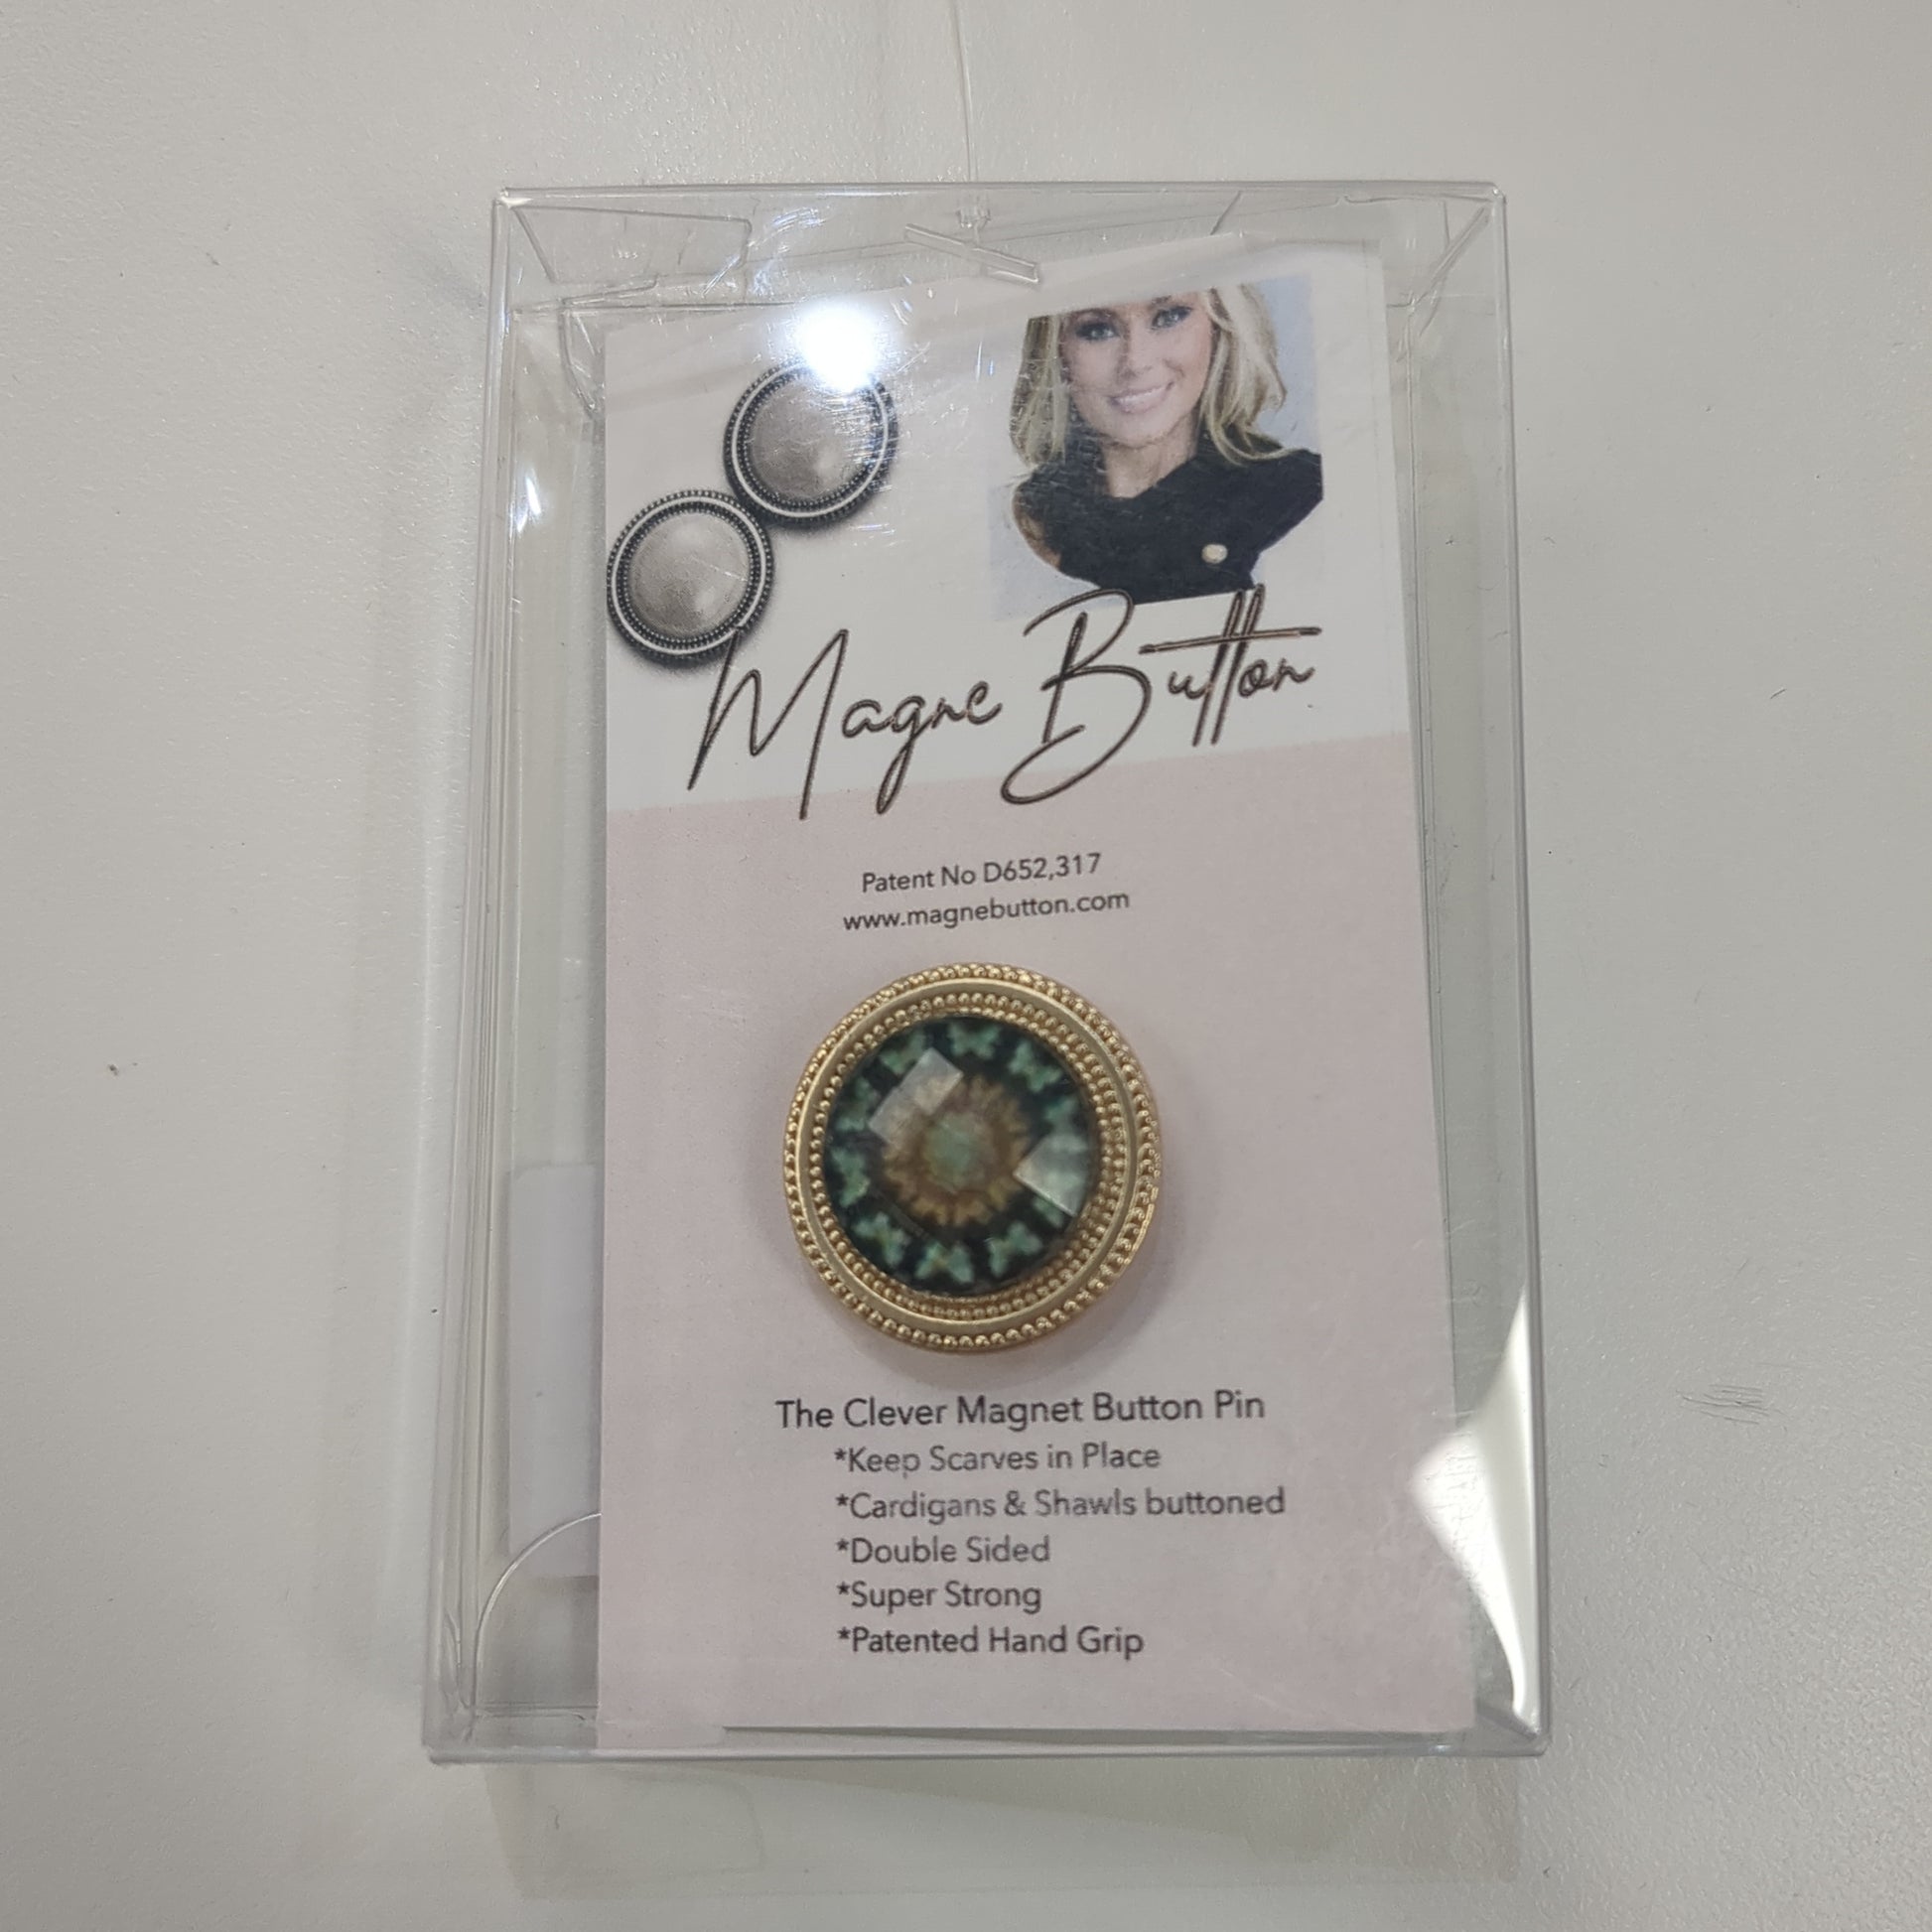 Magne Button
Patent No D652,317
www.magnebutton.com
The Clever Magnet Button Pin
*Keep Scarves in Place
*Cardigans & Shawls buttoned
*Double Sided
*Super Strong
*Patented Hand Grip